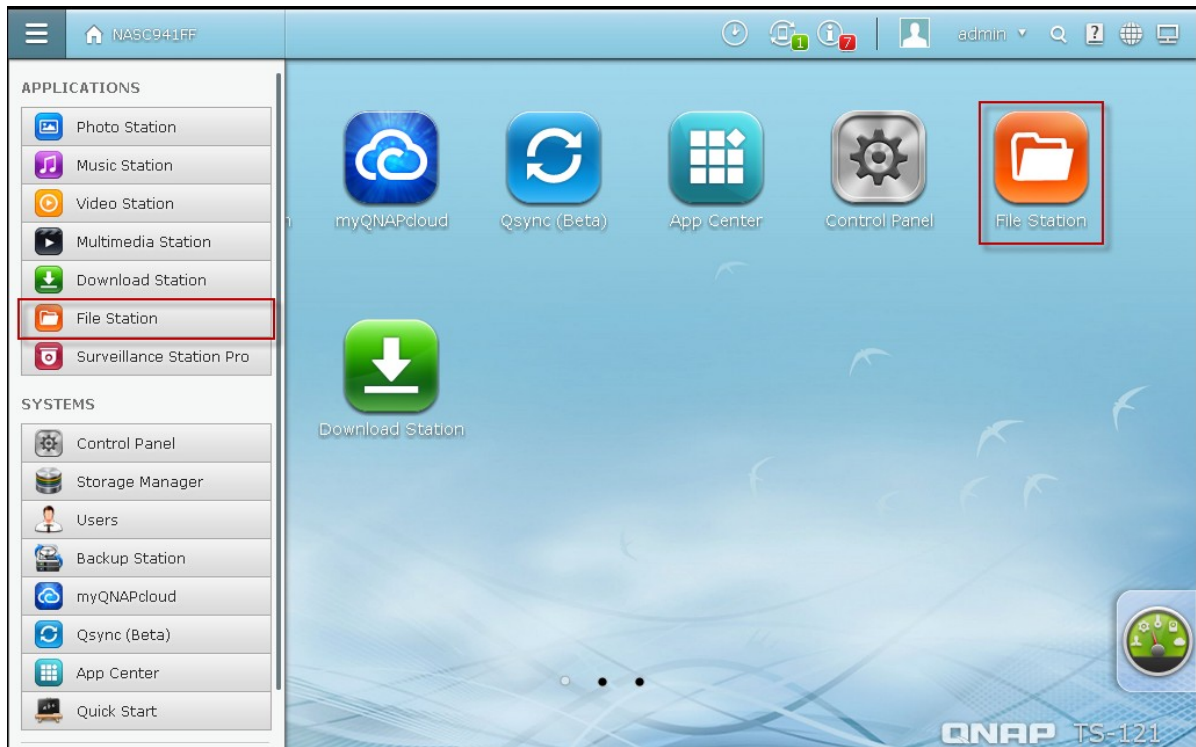 NASC941FF
1
7
admin
?
APPLICATIONS
Photo Station
Music Station
Video Station
Multimedia Station
Download Station
File Station
Surveillance Station Pro
SYSTEMS
Control Panel
Storage Manager
Users
Backup Station
myQNAPcloud
Qsync (Beta)
App Center
Quick Start
n
myQNAPcloud
Qsync (Beta)
App Center
Control Panel
File Station
Download Station
QNAP TS-121